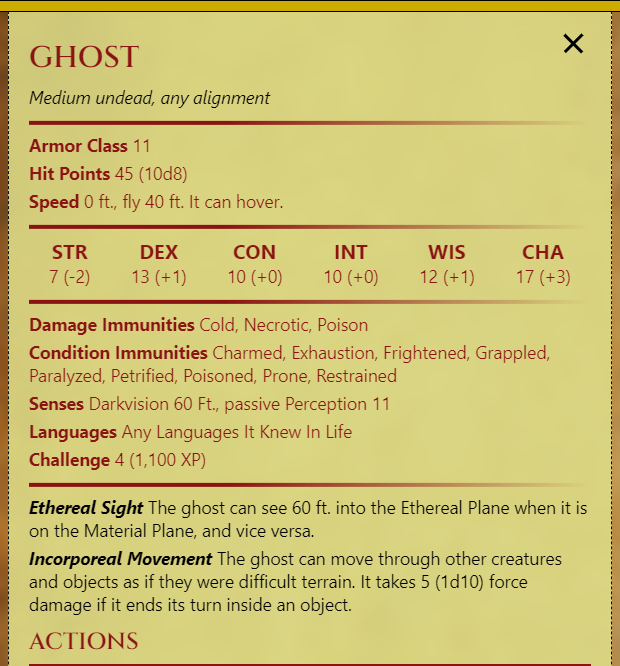 GHOST
Medium undead, any alignment
Armor Class 11
Hit Points 45 (10d8)
Speed 0 ft., fly 40 ft. It can hover.
STR DEX CON INT WIS CHA
7 (-2) 13 (+1) 10 (+0) 10 (+0) 12 (+1) 17 (+3)
Damage Immunities Cold, Necrotic, Poison
Condition Immunities Charmed, Exhaustion, Frightened, Grappled,
Paralyzed, Petrified, Poisoned, Prone, Restrained
Senses Darkvision 60 Ft., passive Perception 11
Languages Any Languages It Knew In Life
Challenge 4 (1,100 XP)
Ethereal Sight The ghost can see 60 ft. into the Ethereal Plane when it is
on the Material Plane, and vice versa.
Incorporeal Movement The ghost can move through other creatures
and objects as if they were difficult terrain. It takes 5 (1d10) force
damage if it ends its turn inside an object.
ACTIONS